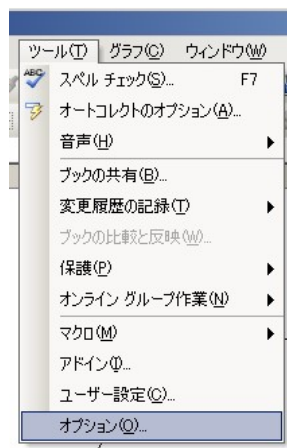 ツール(T) グラフ(C) ウィンドウ(W)
スペル チェック(S)... F7
オートコレクトのオプション(A)...
音声(H)
ブックの共有(B)...
変更履歴の記録(T)
ブックの比較と反映(W)...
保護(P)
オンライン グループ作業(N)
マクロ(M)
アドイン(I)...
ユーザー設定(C)...
オプション(O)...